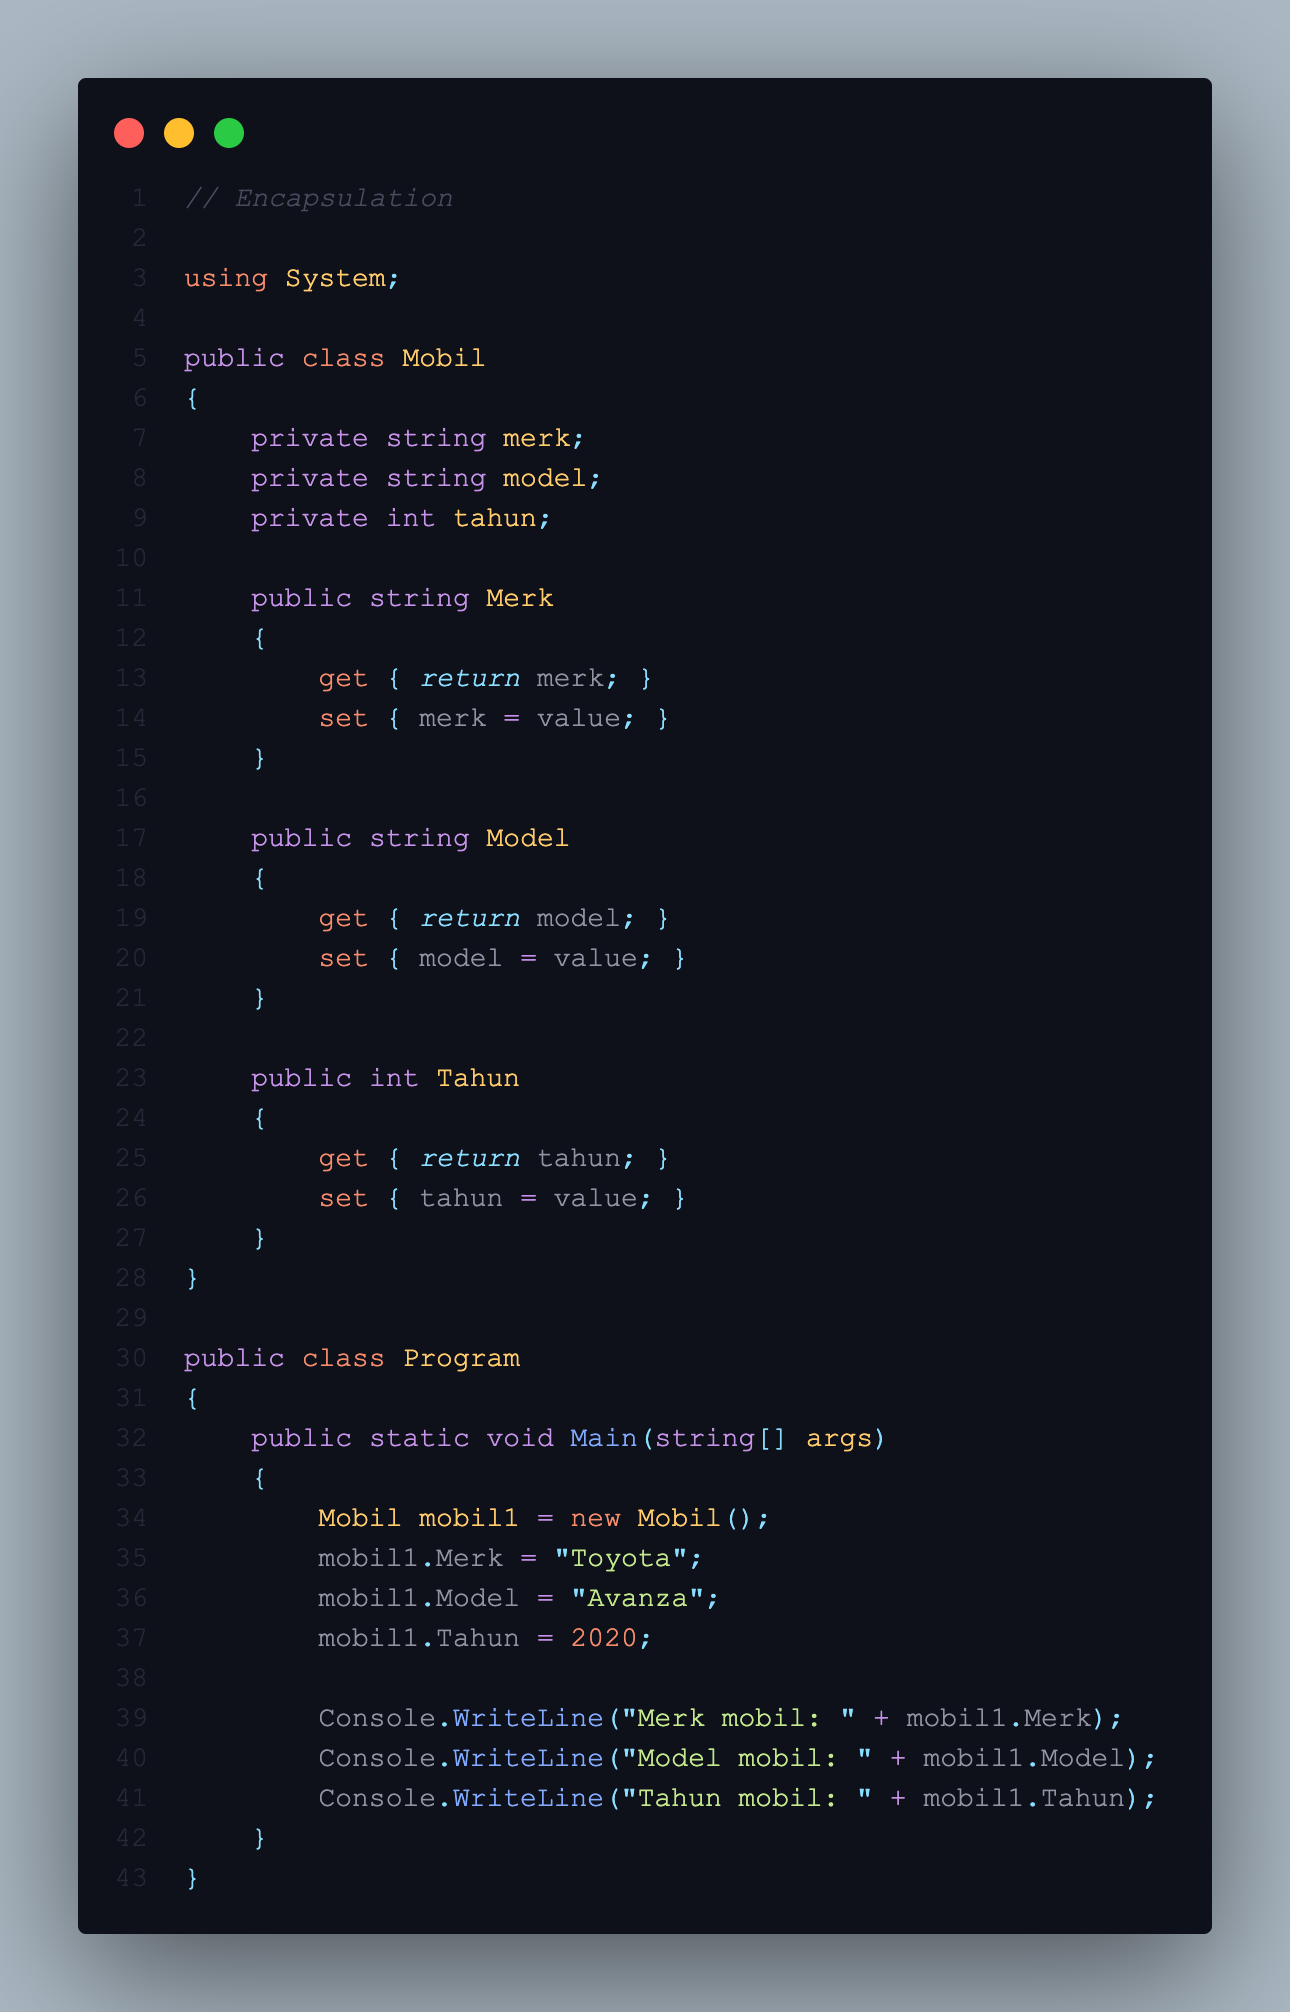 1 // Encapsulation
2
3 using System;
4
5 public class Mobil
6 {
7     private string merk;
8     private string model;
9     private int tahun;
10
11     public string Merk
12     {
13         get { return merk; }
14         set { merk = value; }
15     }
16
17     public string Model
18     {
19         get { return model; }
20         set { model = value; }
21     }
22
23     public int Tahun
24     {
25         get { return tahun; }
26         set { tahun = value; }
27     }
28 }
29
30 public class Program
31 {
32     public static void Main(string[] args)
33     {
34         Mobil mobil1 = new Mobil();
35         mobil1.Merk = "Toyota";
36         mobil1.Model = "Avanza";
37         mobil1.Tahun = 2020;
38
39         Console.WriteLine("Merk mobil: " + mobil1.Merk);
40         Console.WriteLine("Model mobil: " + mobil1.Model);
41         Console.WriteLine("Tahun mobil: " + mobil1.Tahun);
42     }
43 }